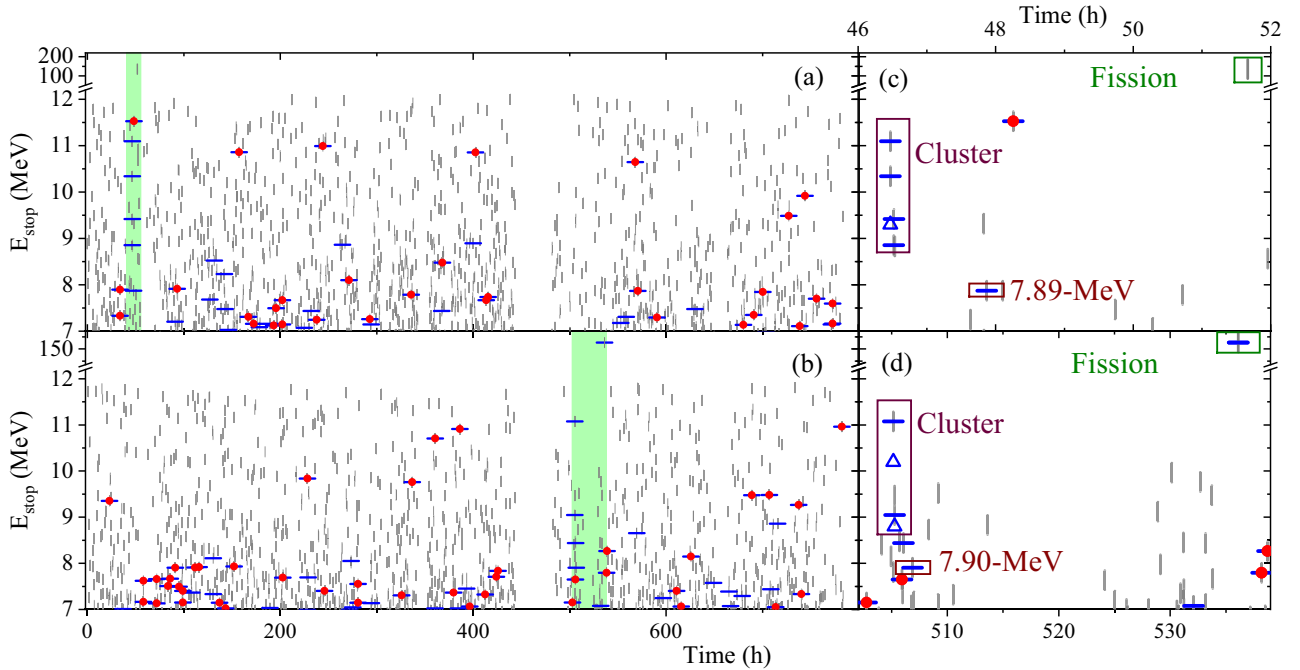 Time (h)
46 48 50 52
200
100
12
11
10
9
8
7
(a)
(c)
Fission
Cluster
7.89-MeV
E_stop (MeV)
150
12
11
10
9
8
7
(b)
(d)
Fission
Cluster
7.90-MeV
E_stop (MeV)
0 200 400 600 510 520 530
Time (h)